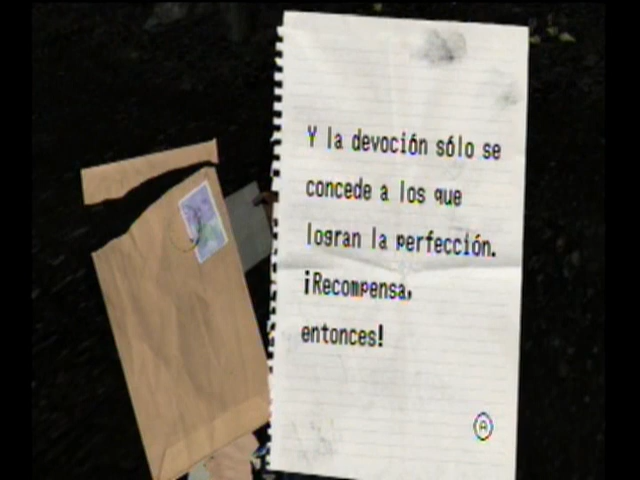 Y la devoción sólo se
concede a los que
logran la perfección.
¡Recompensa,
entonces!
A